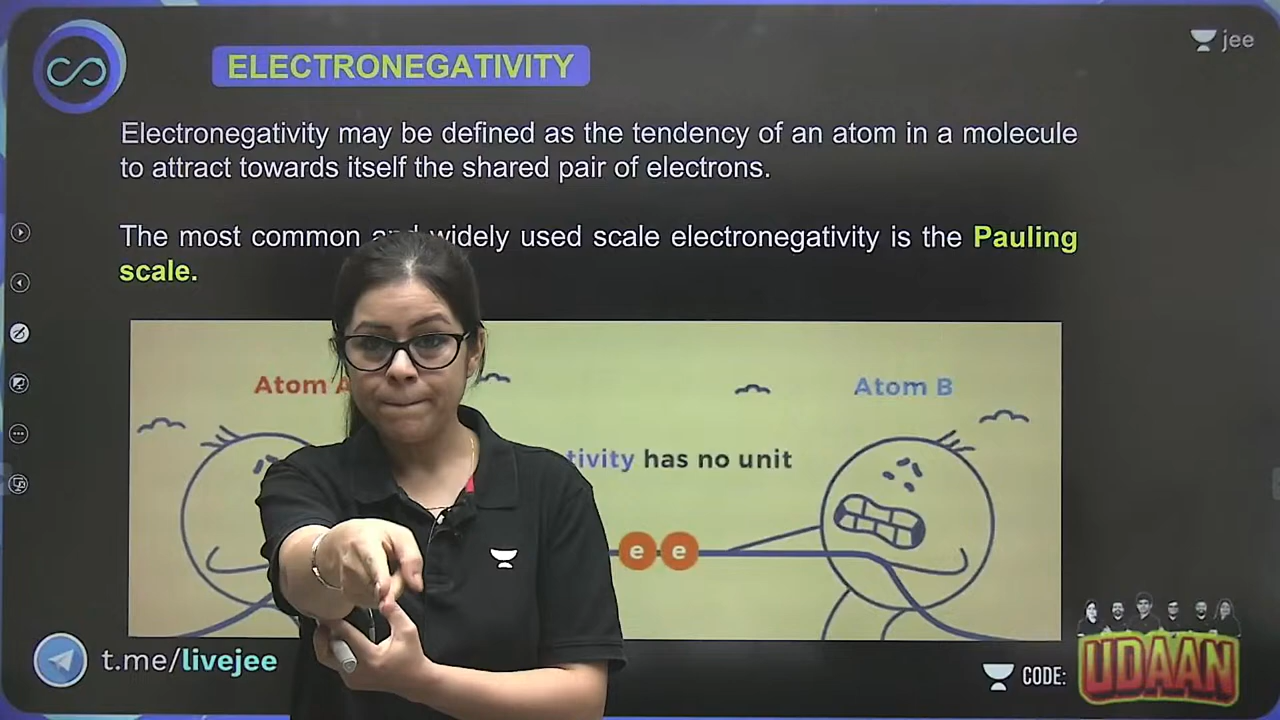 ELECTRONEGATIVITY
jee
Electronegativity may be defined as the tendency of an atom in a molecule
to attract towards itself the shared pair of electrons.
The most common and widely used scale electronegativity is the Pauling
scale.
Atom A
Atom B
tivity has no unit
e e
t.me/livejee
CODE:
UDAAN